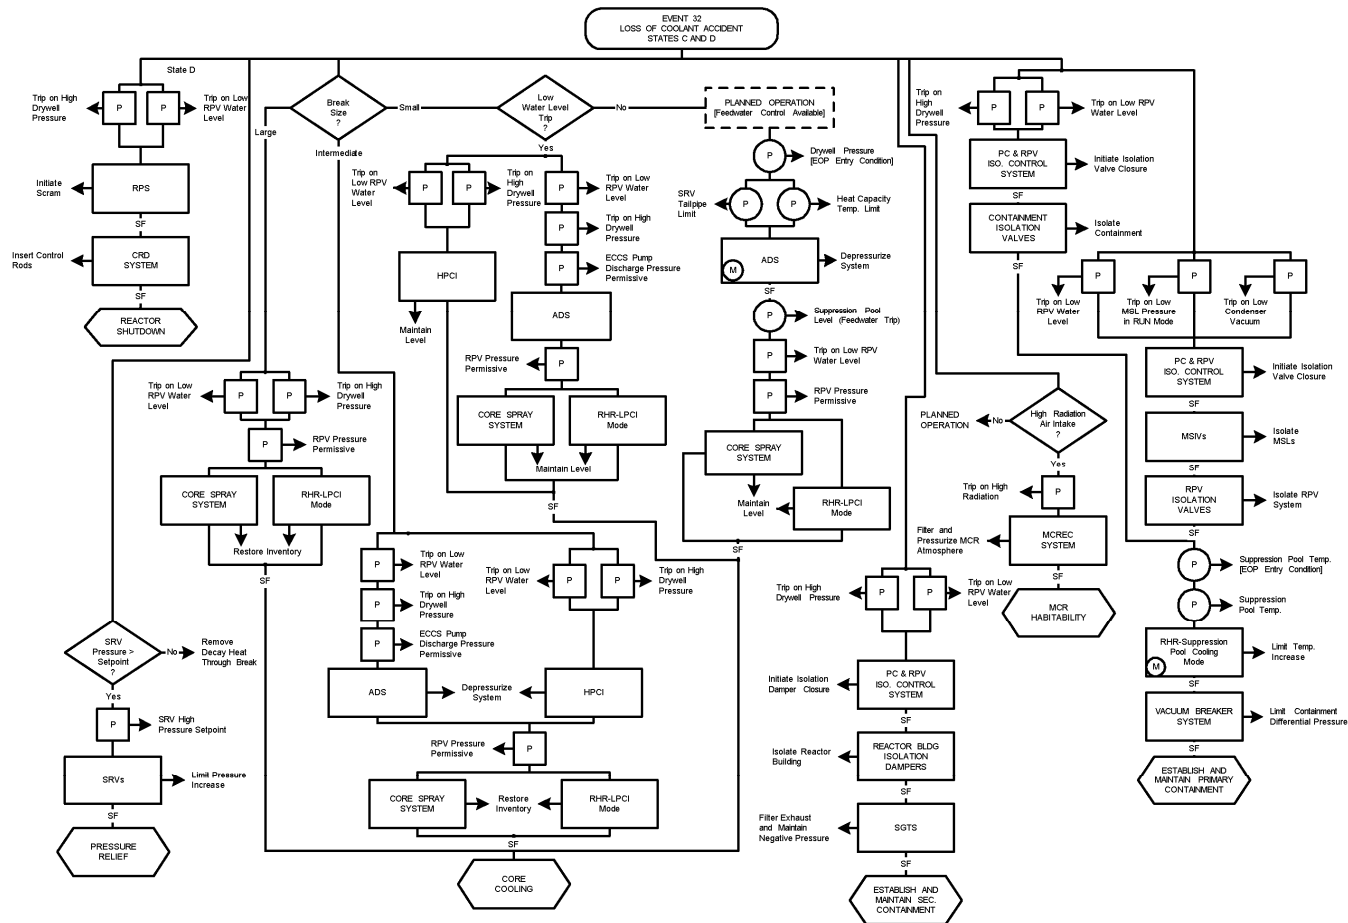 EVENT 32
LOSS OF COOLANT ACCIDENT
STATES C AND D
State D
P
P
Trip on High
Drywell
Pressure
Trip on Low
RPV Water
Level
RPS
Initiate
Scram
SF
CRD
SYSTEM
Insert Control
Rods
SF
REACTOR
SHUTDOWN
SRV
Pressure >
Setpoint
?
No
Remove
Decay Heat
Through Break
Yes
P
SRV High
Pressure Setpoint
SRVs
Limit Pressure
Increase
SF
PRESSURE
RELIEF
Break
Size
?
Large
Small
Intermediate
Trip on Low
RPV Water
Level
P
P
Trip on High
Drywell
Pressure
P
RPV Pressure
Permissive
CORE SPRAY
SYSTEM
RHR-LPCI
Mode
Restore Inventory
SF
Low
Water Level
Trip
?
No
Yes
Trip on
Low RPV
Water
Level
P
P
Trip on
High
Drywell
Pressure
HPCI
Maintain
Level
P
Trip on Low
RPV Water
Level
P
Trip on High
Drywell
Pressure
P
ECCS Pump
Discharge Pressure
Permissive
ADS
RPV Pressure
Permissive
P
CORE SPRAY
SYSTEM
RHR-LPCI
Mode
Maintain Level
SF
P
Trip on Low
RPV Water
Level
P
Trip on High
Drywell
Pressure
P
ECCS Pump
Discharge Pressure
Permissive
ADS
Trip on Low
RPV Water
Level
P
P
Trip on High
Drywell
Pressure
HPCI
Depressurize
System
RPV Pressure
Permissive
P
CORE SPRAY
SYSTEM
Restore
Inventory
RHR-LPCI
Mode
SF
CORE
COOLING
PLANNED OPERATION
[Feedwater Control Available]
P
Drywell Pressure
[EOP Entry Condition]
SRV
Tailpipe
Limit
P
P
Heat Capacity
Temp. Limit
ADS
M
Depressurize
System
SF
P
Suppression Pool
Level (Feedwater Trip)
P
Trip on Low RPV
Water Level
P
RPV Pressure
Permissive
CORE SPRAY
SYSTEM
Maintain
Level
RHR-LPCI
Mode
SF
Trip on High
Drywell Pressure
P
P
Trip on Low
RPV Water
Level
PC & RPV
ISO. CONTROL
SYSTEM
Initiate Isolation
Damper Closure
SF
REACTOR BLDG
ISOLATION
DAMPERS
Isolate Reactor
Building
SF
SGTS
Filter Exhaust
and Maintain
Negative Pressure
SF
ESTABLISH AND
MAINTAIN SEC.
CONTAINMENT
High Radiation
Air Intake
?
No
PLANNED
OPERATION
Yes
Trip on High
Radiation
P
MCREC
SYSTEM
Filter and
Pressurize MCR
Atmosphere
SF
MCR
HABITABILITY
Trip on
High
Drywell
Pressure
P
P
Trip on Low RPV
Water Level
PC & RPV
ISO. CONTROL
SYSTEM
Initiate Isolation
Valve Closure
SF
CONTAINMENT
ISOLATION
VALVES
Isolate
Containment
SF
P
P
P
Trip on Low
RPV Water
Level
Trip on Low
MSL Pressure
in RUN Mode
Trip on Low
Condenser
Vacuum
PC & RPV
ISO. CONTROL
SYSTEM
Initiate Isolation
Valve Closure
SF
MSIVs
Isolate
MSLs
SF
RPV
ISOLATION
VALVES
Isolate RPV
System
SF
P
Suppression Pool Temp.
[EOP Entry Condition]
P
Suppression
Pool Temp.
RHR-Suppression
Pool Cooling
Mode
M
Limit Temp.
Increase
SF
VACUUM BREAKER
SYSTEM
Limit Containment
Differential Pressure
SF
ESTABLISH AND
MAINTAIN PRIMARY
CONTAINMENT